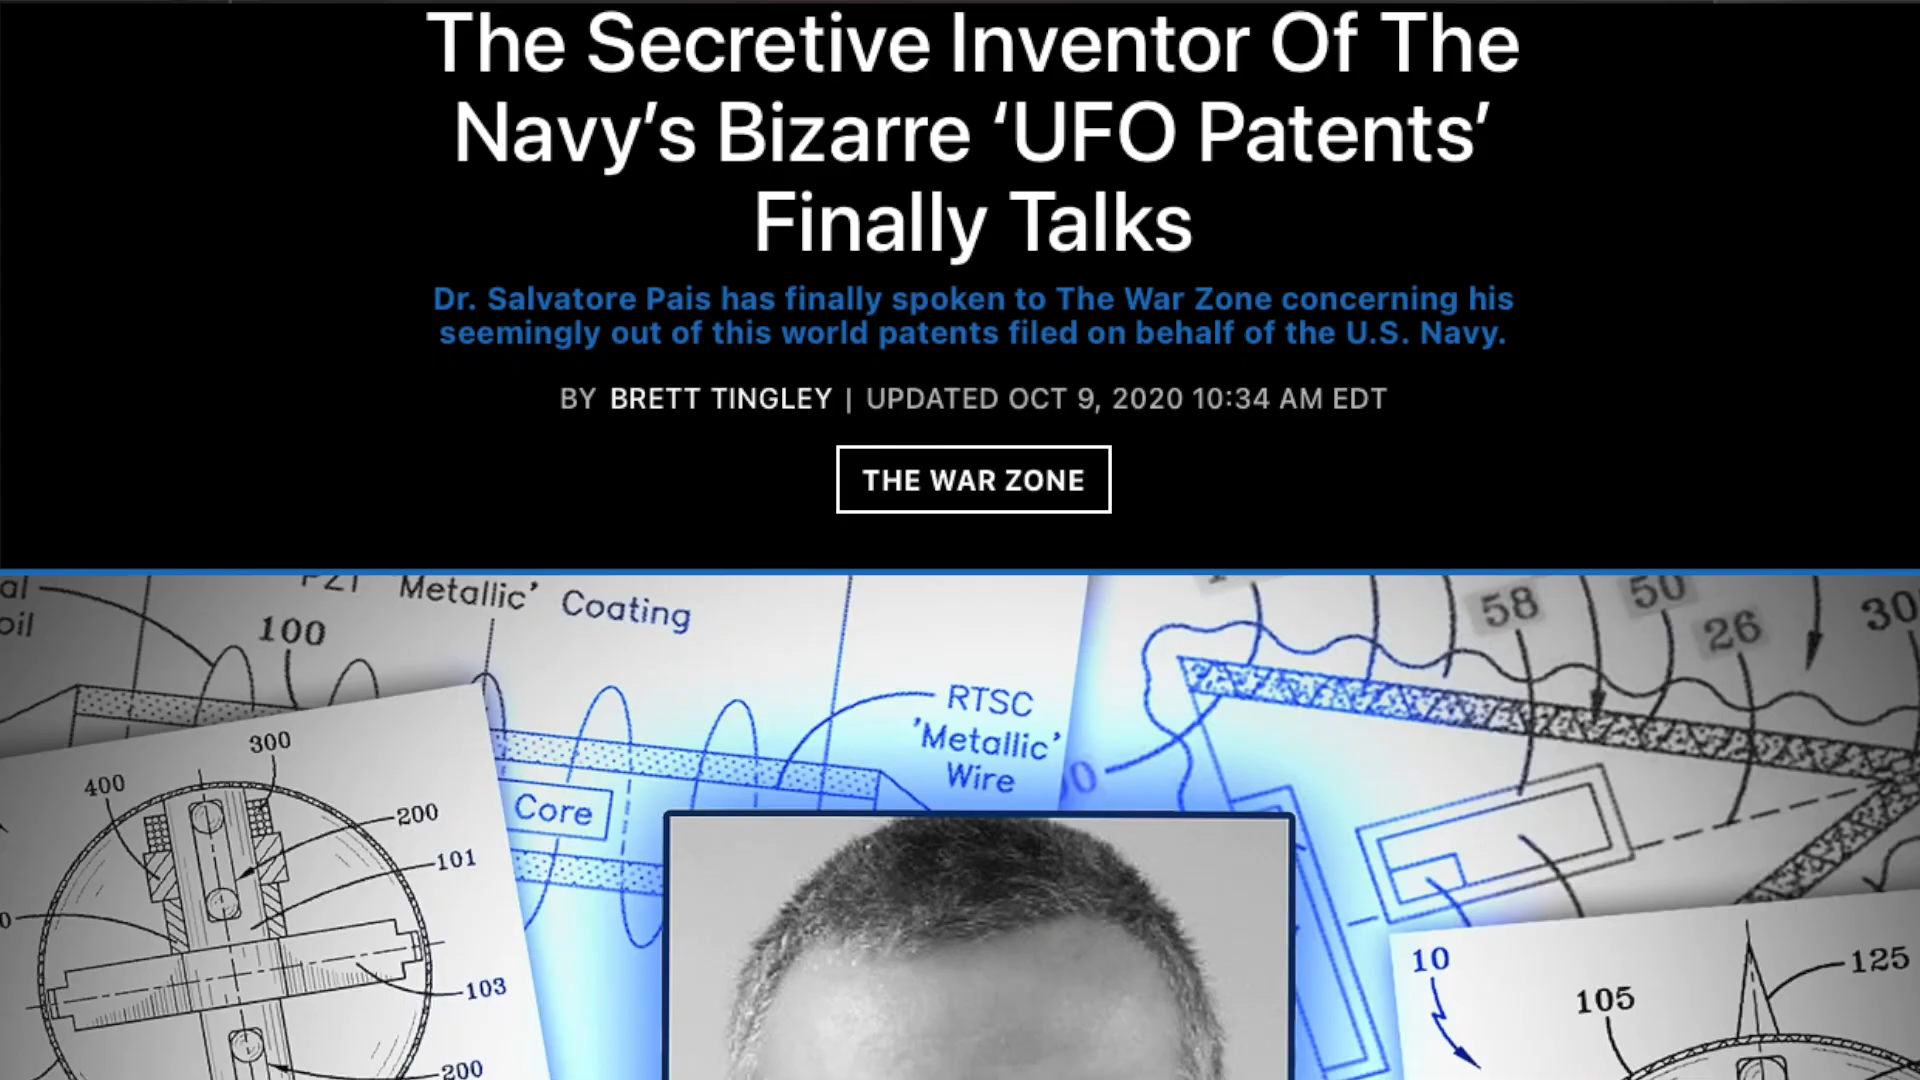 The Secretive Inventor Of The
Navy’s Bizarre ‘UFO Patents’
Finally Talks
Dr. Salvatore Pais has finally spoken to The War Zone concerning his
seemingly out of this world patents filed on behalf of the U.S. Navy.
BY BRETT TINGLEY | UPDATED OCT 9, 2020 10:34 AM EDT
THE WAR ZONE
'Metallic' Coating
100
RTSC
'Metallic'
Wire
Core
58
50
26
30
300
400
200
101
103
200
10
105
125